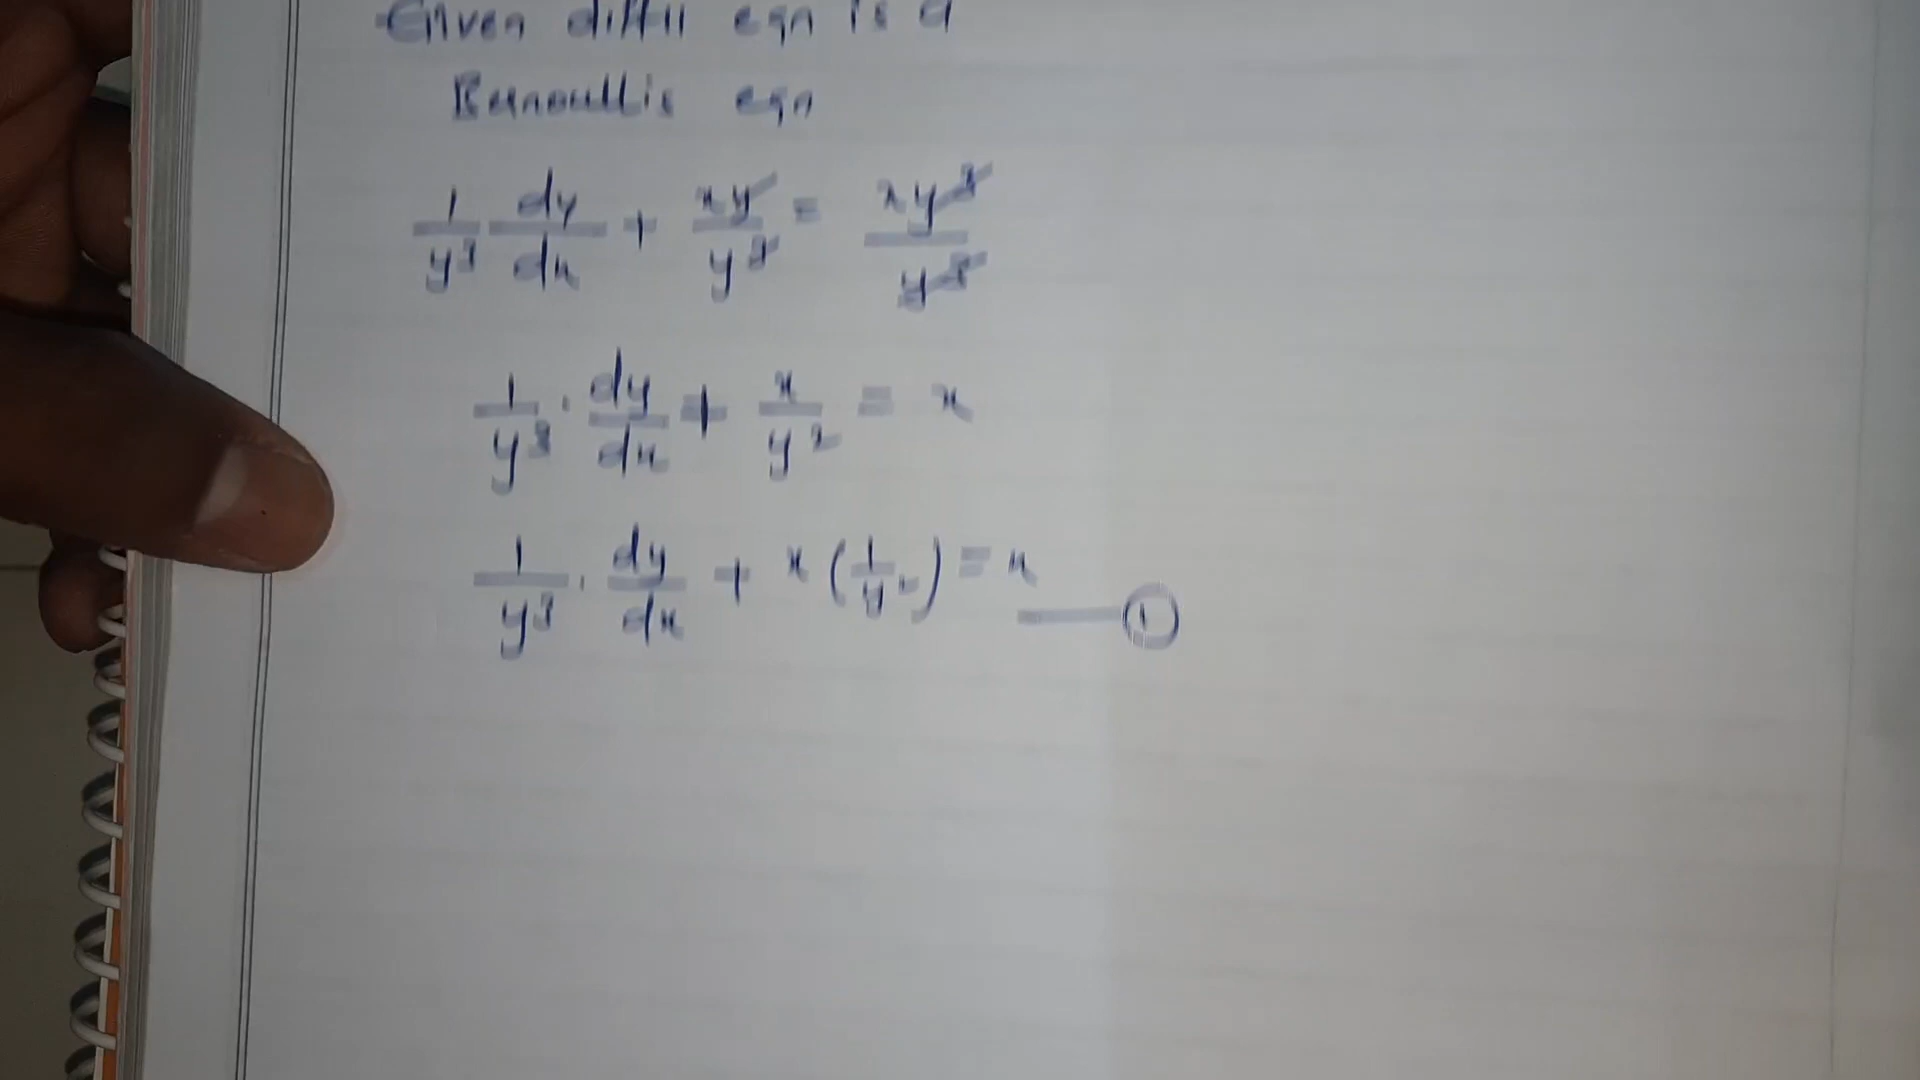 Given diff eqn is a
Bernoullis eqn
1/y³ dy/dx + xy/y³ = xy³/y³
1/y³ · dy/dx + x/y² = x
1/y³ · dy/dx + x(1/y²) = x
①